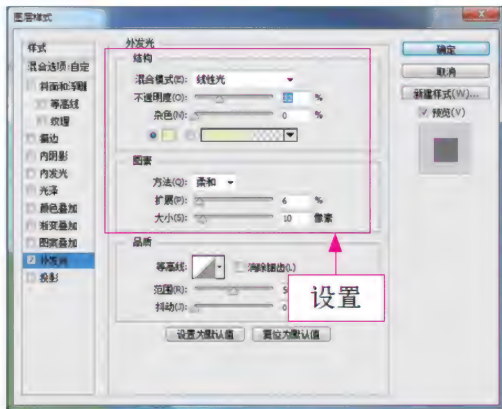 图层样式
样式
混合选项:自定
斜面和浮雕
等高线
纹理
描边
内阴影
内发光
光泽
颜色叠加
渐变叠加
图案叠加
外发光
投影
外发光
结构
混合模式(E): 线性光
不透明度(O): %
杂色(N): 0 %
图素
方法(Q): 柔和
扩展(P): 6 %
大小(S): 10 像素
品质
等高线: 消除锯齿(L)
范围(R): 5
抖动(J): 0
设置
设置为默认值 复位为默认值
确定
取消
新建样式(W)...
预览(V)